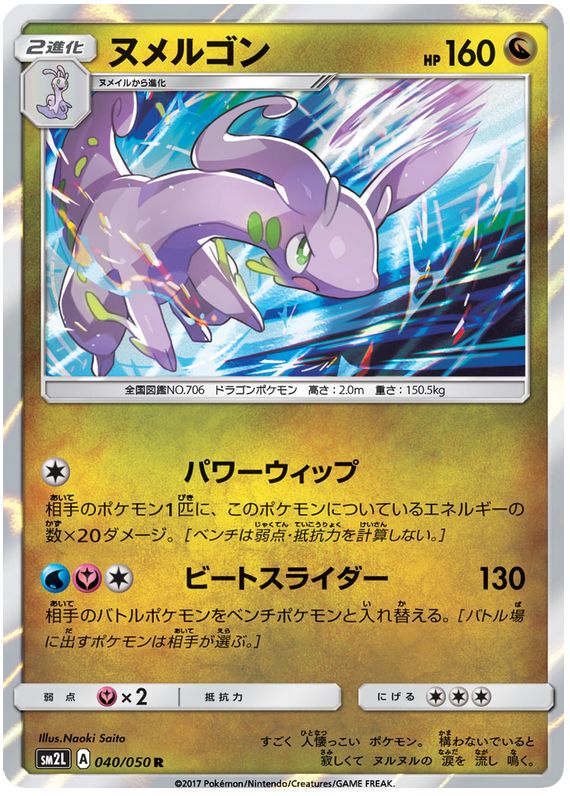 2進化 ヌメルゴン HP 160
ヌメイルから進化
全国図鑑NO.706 ドラゴンポケモン 高さ:2.0m 重さ:150.5kg
パワーウィップ
相手のポケモン1匹に、このポケモンについているエネルギーの
数×20ダメージ。[ベンチは弱点・抵抗力を計算しない。]
ビートスライダー 130
相手のバトルポケモンをベンチポケモンと入れ替える。[バトル場
に出すポケモンは相手が選ぶ。]
弱点 ×2 抵抗力 にげる
Illus.Naoki Saito
SM2L A 040/050 R
すごく 人懐っこい ポケモン。構わないでいると
寂しくて ヌルヌルの 涙を 流し 鳴く。
©2017 Pokémon/Nintendo/Creatures/GAME FREAK.